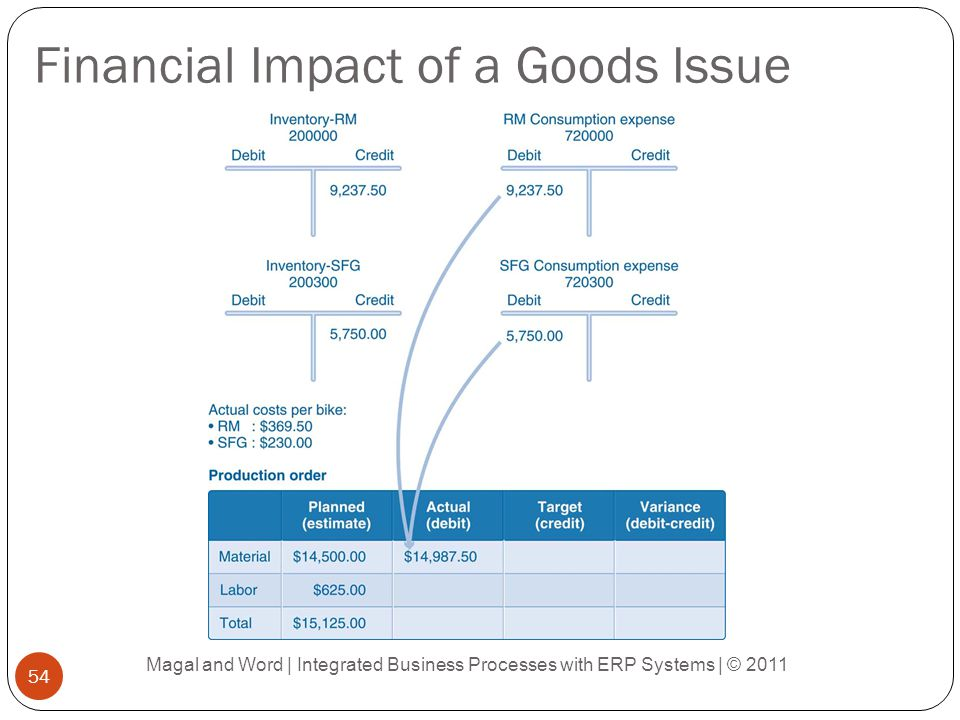 Financial Impact of a Goods Issue
Inventory-RM
200000
Debit Credit
9,237.50
RM Consumption expense
720000
Debit Credit
9,237.50
Inventory-SFG
200300
Debit Credit
5,750.00
SFG Consumption expense
720300
Debit Credit
5,750.00
Actual costs per bike:
• RM : $369.50
• SFG : $230.00
Production order
Planned (estimate) Actual (debit) Target (credit) Variance (debit-credit)
Material $14,500.00 $14,987.50
Labor $625.00
Total $15,125.00
Magal and Word | Integrated Business Processes with ERP Systems | © 2011
54